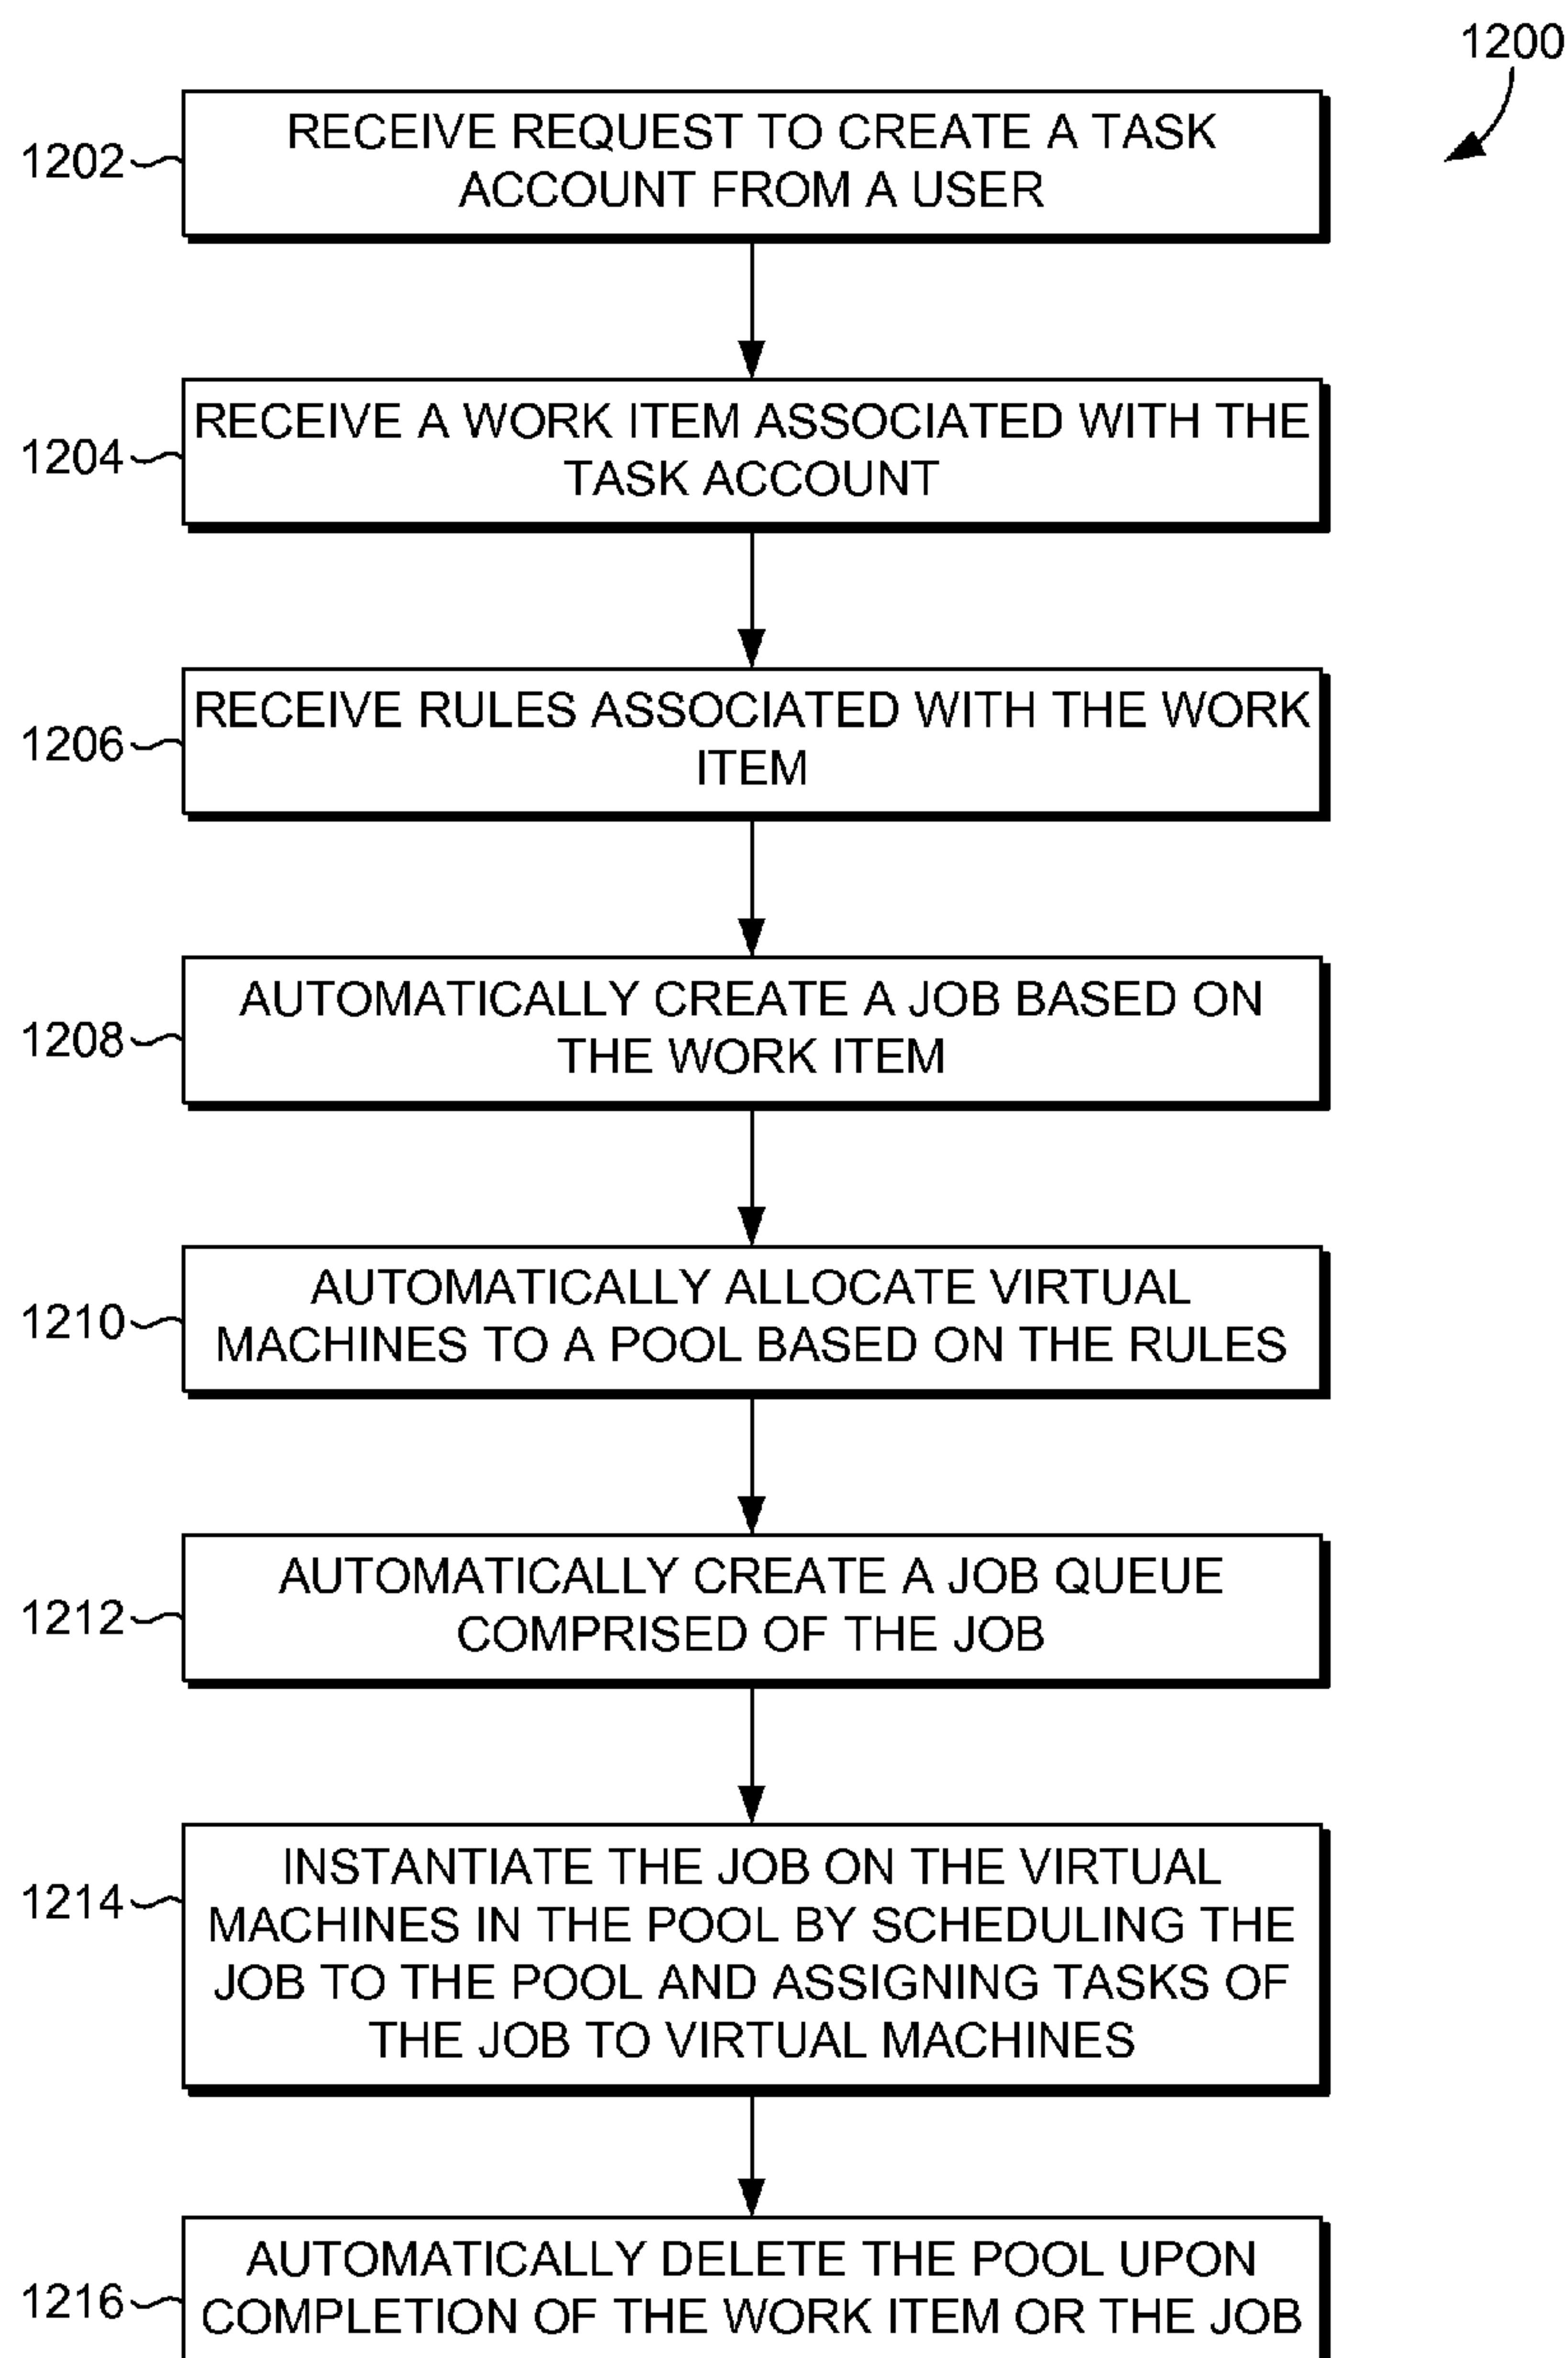 1200
1202
RECEIVE REQUEST TO CREATE A TASK
ACCOUNT FROM A USER
1204
RECEIVE A WORK ITEM ASSOCIATED WITH THE
TASK ACCOUNT
1206
RECEIVE RULES ASSOCIATED WITH THE WORK
ITEM
1208
AUTOMATICALLY CREATE A JOB BASED ON
THE WORK ITEM
1210
AUTOMATICALLY ALLOCATE VIRTUAL
MACHINES TO A POOL BASED ON THE RULES
1212
AUTOMATICALLY CREATE A JOB QUEUE
COMPRISED OF THE JOB
1214
INSTANTIATE THE JOB ON THE VIRTUAL
MACHINES IN THE POOL BY SCHEDULING THE
JOB TO THE POOL AND ASSIGNING TASKS OF
THE JOB TO VIRTUAL MACHINES
1216
AUTOMATICALLY DELETE THE POOL UPON
COMPLETION OF THE WORK ITEM OR THE JOB